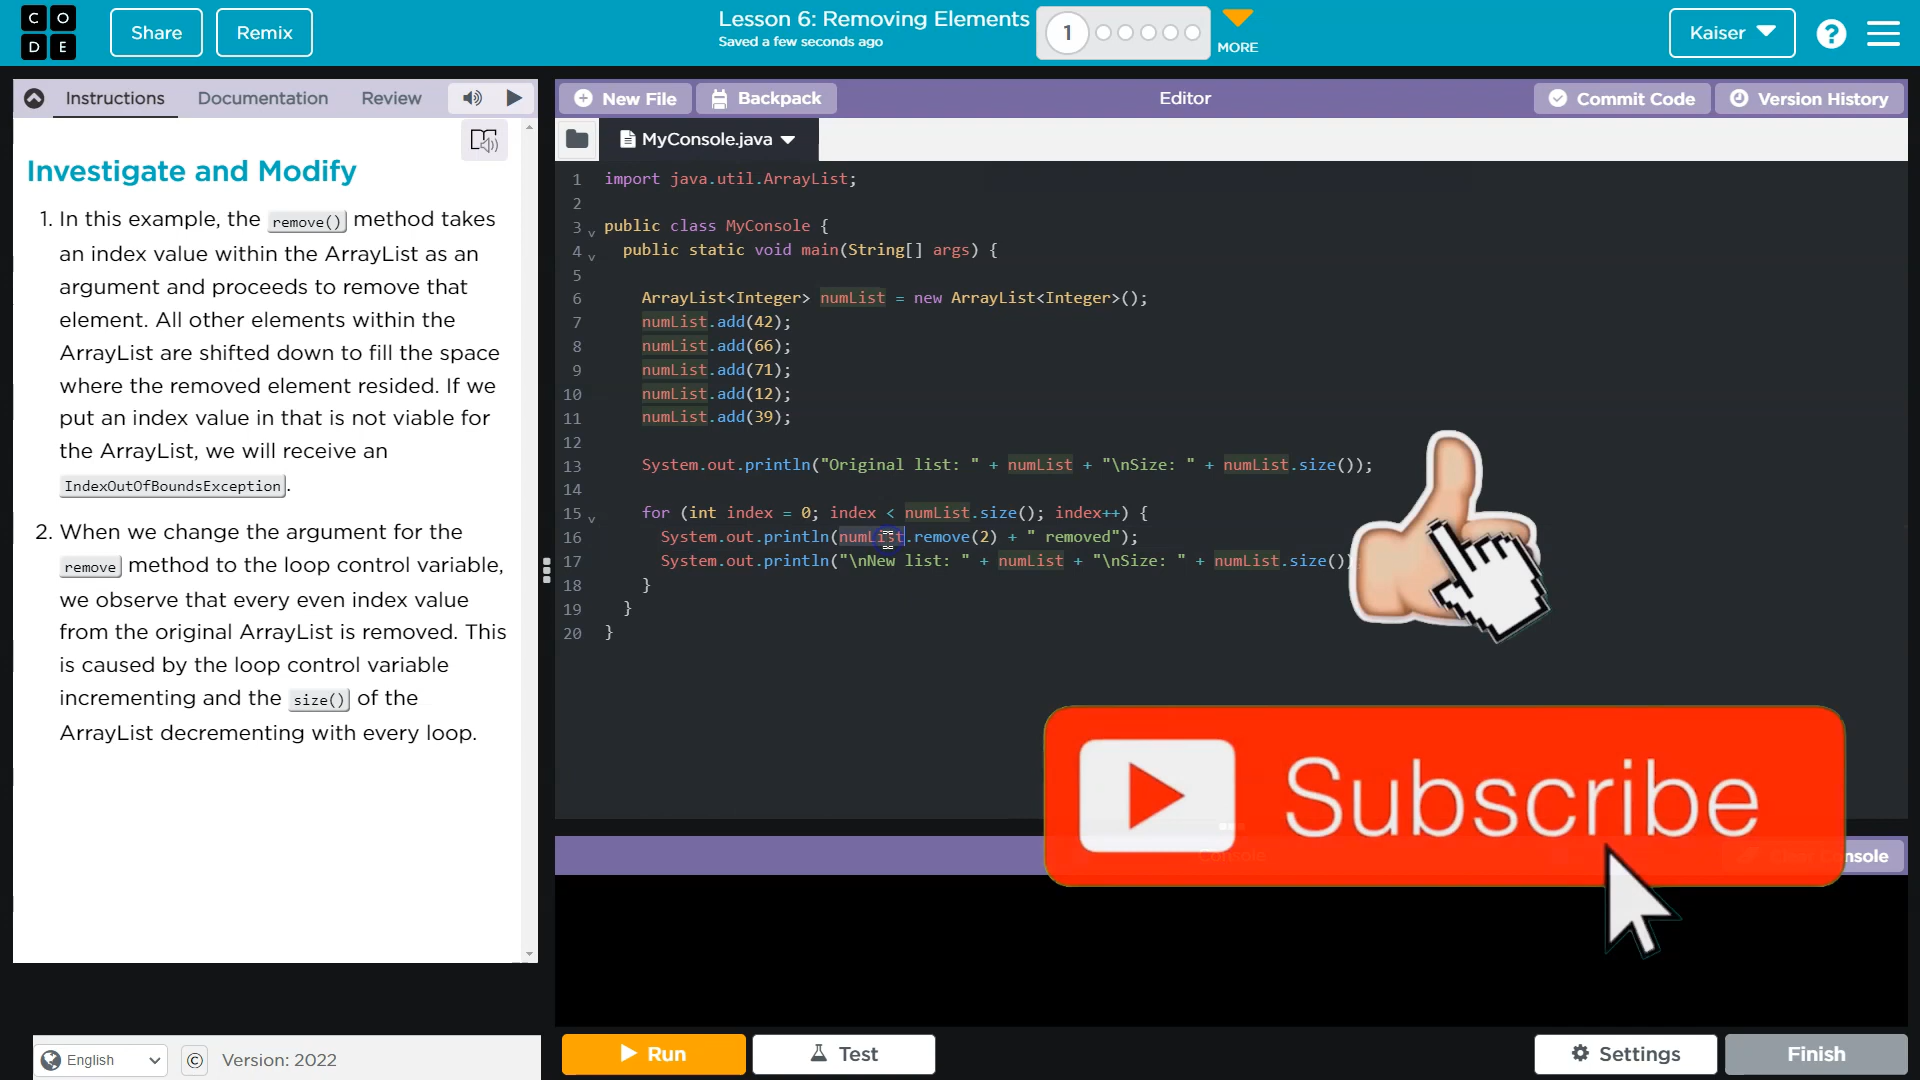 C O
D E
Share
Remix
Lesson 6: Removing Elements
Saved a few seconds ago
1
MORE
Kaiser
?
Instructions
Documentation
Review
New File
Backpack
Editor
Commit Code
Version History
MyConsole.java
Investigate and Modify
1. In this example, the remove() method takes
an index value within the ArrayList as an
argument and proceeds to remove that
element. All other elements within the
ArrayList are shifted down to fill the space
where the removed element resided. If we
put an index value in that is not viable for
the ArrayList, we will receive an
IndexOutOfBoundsException.
2. When we change the argument for the
remove method to the loop control variable,
we observe that every even index value
from the original ArrayList is removed. This
is caused by the loop control variable
incrementing and the size() of the
ArrayList decrementing with every loop.
1 import java.util.ArrayList;
2
3 public class MyConsole {
4 public static void main(String[] args) {
5
6 ArrayList<Integer> numList = new ArrayList<Integer>();
7 numList.add(42);
8 numList.add(66);
9 numList.add(71);
10 numList.add(12);
11 numList.add(39);
12
13 System.out.println("Original list: " + numList + "\nSize: " + numList.size());
14
15 for (int index = 0; index < numList.size(); index++) {
16 System.out.println(numList.remove(2) + " removed");
17 System.out.println("\nNew list: " + numList + "\nSize: " + numList.size())
18 }
19 }
20 }
Subscribe
Console
nsole
English
©
Version: 2022
Run
Test
Settings
Finish